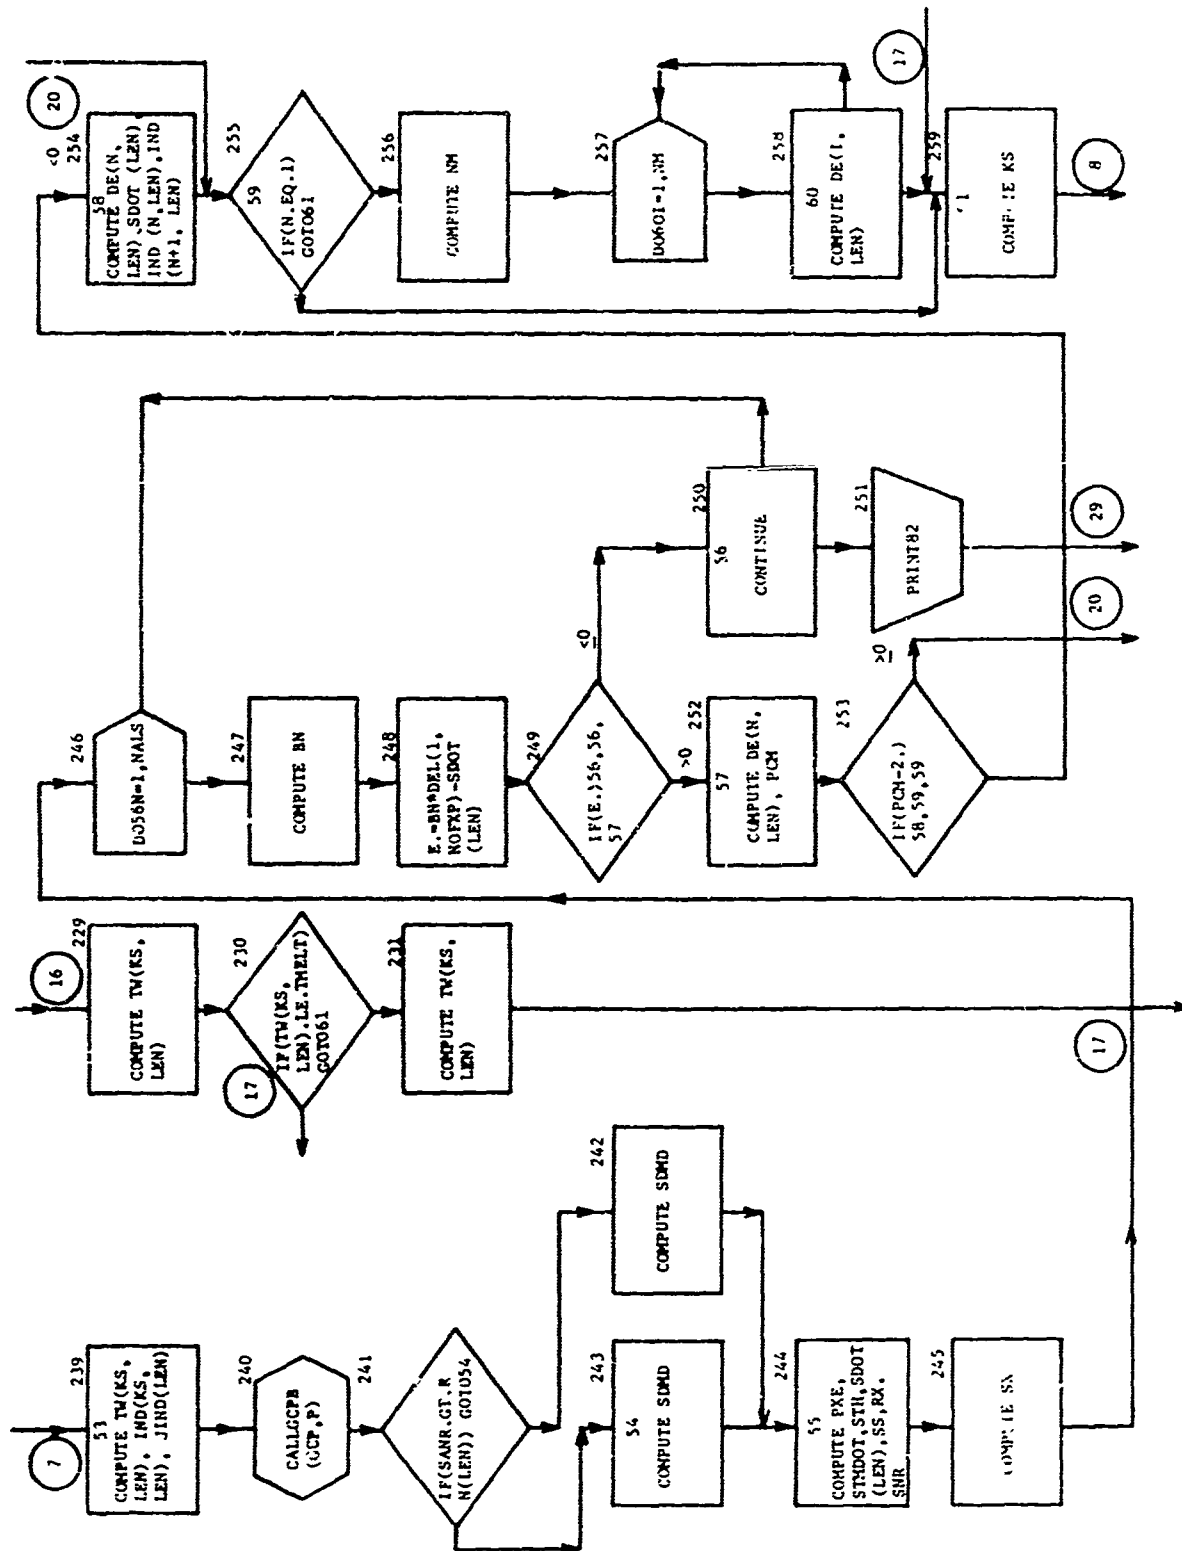 7
239
53
COMPUTE TW(KS,
LEN), IND(KS,
LEN), JIND(LEN)
240
CALLGCPB
(GCP,P)
241
IF(SANR.GT.R
N(LEN)) GOTO54
242
COMPUTE SDMD
243
54
COMPUTE SDMD
244
55
COMPUTE PXE,
STMDOT,STH,SDOT
(LEN),SS,RX,
SNR
245
COMPUTE SX
16
229
COMPUTE TW(KS,
LEN)
230
IF(TW(KS,
LEN).LE.TMELT)
GOTO61
17
231
COMPUTE TW(KS,
LEN)
17
246
DO56N=1,NALS
247
COMPUTE BN
248
E.=BN*DEL(1,
NOFXP)-SDOT
(LEN)
249
IF(E.)56,56,
57
<0
>0
250
56
CONTINUE
251
PRINT82
29
252
57
COMPUTE DE(N,
LEN), PCM
253
IF(PCM-2.)
58,59,59
>0
20
20
<0
254
58
COMPUTE DE(N,
LEN),SDOT (LEN),
IND (N,LEN),IND
(N+1, LEN)
255
59
IF(N.EQ.1)
GOTO61
256
COMPUTE NM
257
DO60I=1,NM
258
60
COMPUTE DE(I,
LEN)
17
259
COMPUTE KS
8